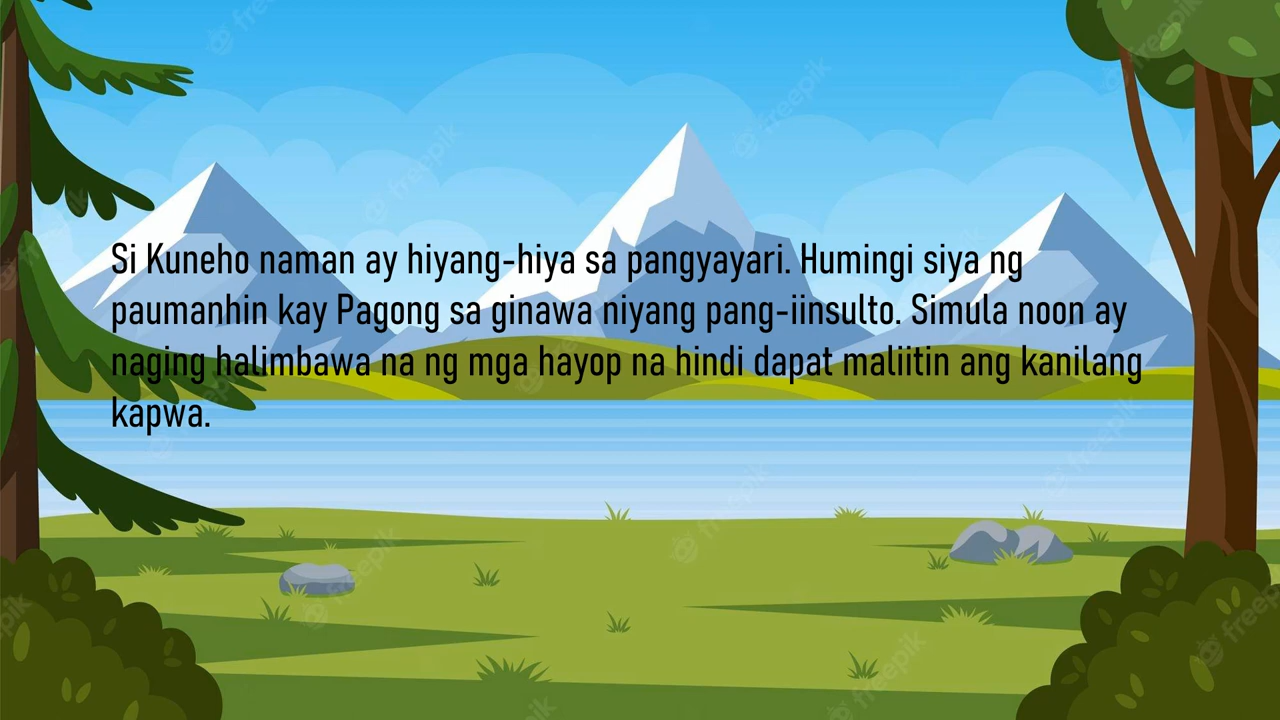 Si Kuneho naman ay hiyang-hiya sa pangyayari. Humingi siya ng
paumanhin kay Pagong sa ginawa niyang pang-iinsulto. Simula noon ay
naging halimbawa na ng mga hayop na hindi dapat maliitin ang kanilang
kapwa.